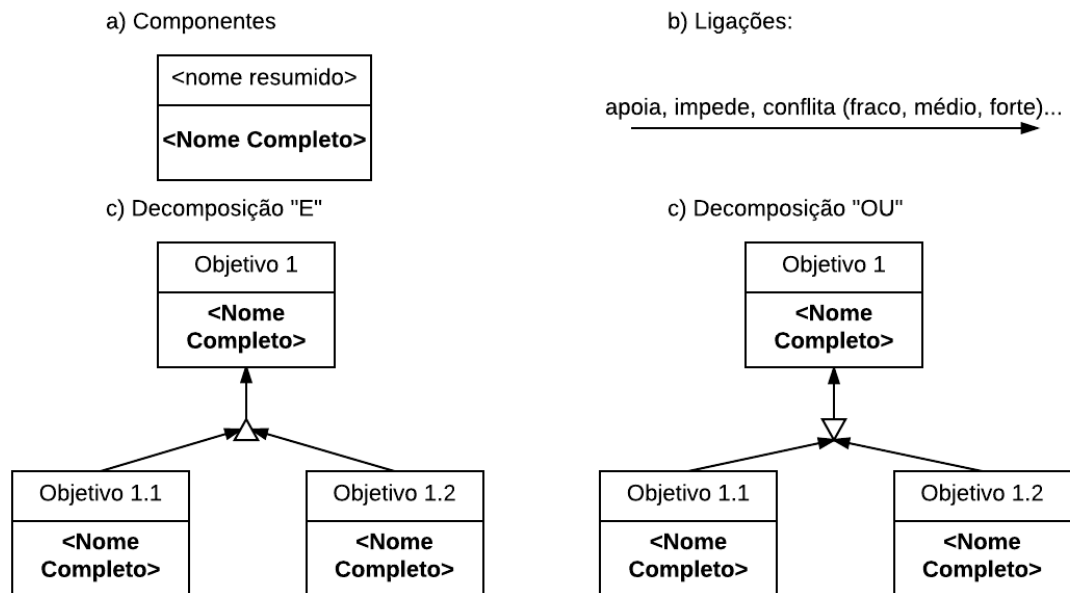 a) Componentes
b) Ligações:
<nome resumido>
<Nome Completo>
apoia, impede, conflita (fraco, médio, forte)...
c) Decomposição "E"
c) Decomposição "OU"
Objetivo 1
<Nome
Completo>
Objetivo 1
<Nome
Completo>
Objetivo 1.1
<Nome
Completo>
Objetivo 1.2
<Nome
Completo>
Objetivo 1.1
<Nome
Completo>
Objetivo 1.2
<Nome
Completo>